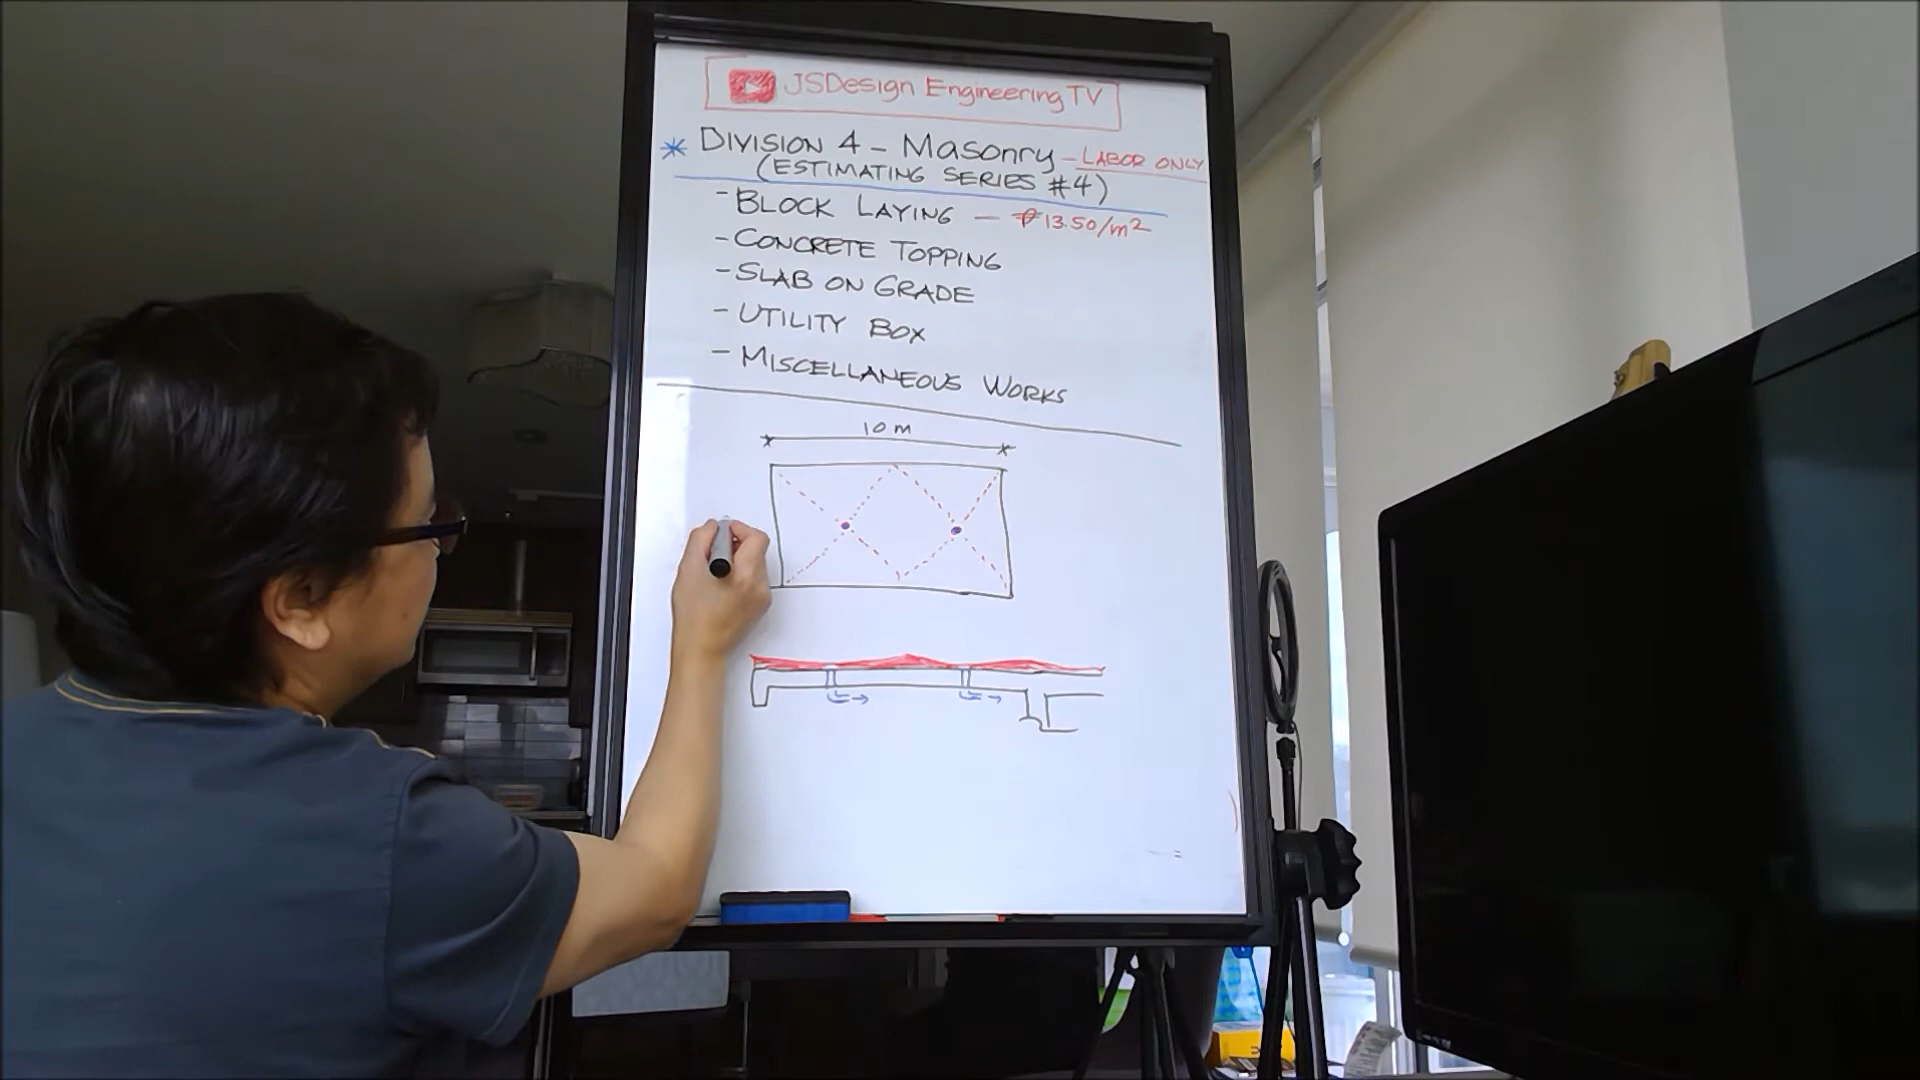 JSDesign Engineering TV
* DIVISION 4 - Masonry - LABOR ONLY
(ESTIMATING SERIES #4)
- BLOCK LAYING - ₱13.50/m²
- CONCRETE TOPPING
- SLAB ON GRADE
- UTILITY BOX
- MISCELLANEOUS WORKS
10 m